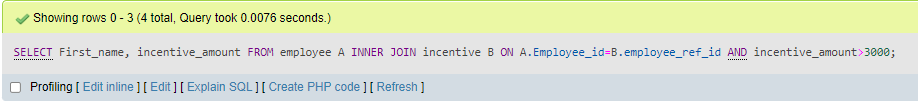 Showing rows 0 - 3 (4 total, Query took 0.0076 seconds.)
SELECT First_name, incentive_amount FROM employee A INNER JOIN incentive B ON A.Employee_id=B.employee_ref_id AND incentive_amount>3000;
Profiling [ Edit inline ] [ Edit ] [ Explain SQL ] [ Create PHP code ] [ Refresh ]